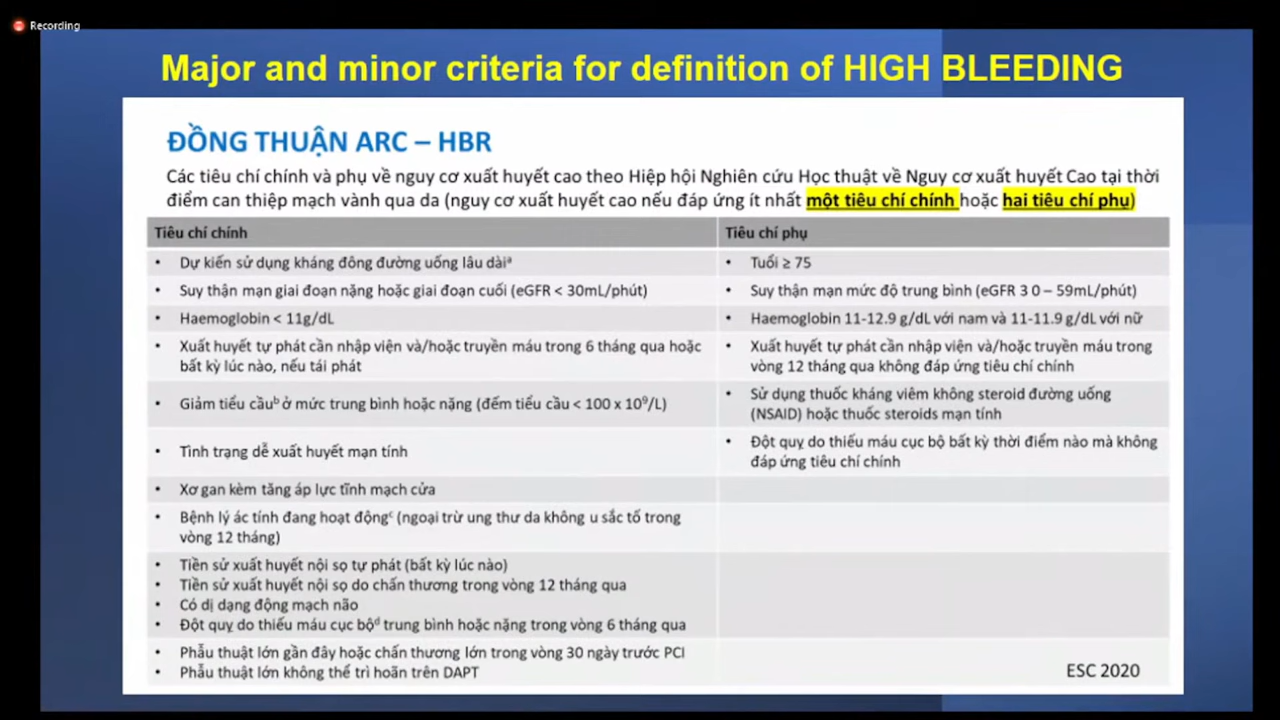 Recording
Major and minor criteria for definition of HIGH BLEEDING
ĐỒNG THUẬN ARC – HBR
Các tiêu chí chính và phụ về nguy cơ xuất huyết cao theo Hiệp hội Nghiên cứu Học thuật về Nguy cơ xuất huyết Cao tại thời
điểm can thiệp mạch vành qua da (nguy cơ xuất huyết cao nếu đáp ứng ít nhất một tiêu chí chính hoặc hai tiêu chí phụ)
Tiêu chí chính
Tiêu chí phụ
• Dự kiến sử dụng kháng đông đường uống lâu dàiᵃ
• Tuổi ≥ 75
• Suy thận mạn giai đoạn nặng hoặc giai đoạn cuối (eGFR < 30mL/phút)
• Suy thận mạn mức độ trung bình (eGFR 3 0 – 59mL/phút)
• Haemoglobin < 11g/dL
• Haemoglobin 11-12.9 g/dL với nam và 11-11.9 g/dL với nữ
• Xuất huyết tự phát cần nhập viện và/hoặc truyền máu trong 6 tháng qua hoặc
bất kỳ lúc nào, nếu tái phát
• Xuất huyết tự phát cần nhập viện và/hoặc truyền máu trong
vòng 12 tháng qua không đáp ứng tiêu chí chính
• Giảm tiểu cầuᵇ ở mức trung bình hoặc nặng (đếm tiểu cầu < 100 x 10⁹/L)
• Sử dụng thuốc kháng viêm không steroid đường uống
(NSAID) hoặc thuốc steroids mạn tính
• Tình trạng dễ xuất huyết mạn tính
• Đột quỵ do thiếu máu cục bộ bất kỳ thời điểm nào mà không
đáp ứng tiêu chí chính
• Xơ gan kèm tăng áp lực tĩnh mạch cửa
• Bệnh lý ác tính đang hoạt độngᶜ (ngoại trừ ung thư da không u sắc tố trong
vòng 12 tháng)
• Tiền sử xuất huyết nội sọ tự phát (bất kỳ lúc nào)
• Tiền sử xuất huyết nội sọ do chấn thương trong vòng 12 tháng qua
• Có dị dạng động mạch não
• Đột quỵ do thiếu máu cục bộᵈ trung bình hoặc nặng trong vòng 6 tháng qua
• Phẫu thuật lớn gần đây hoặc chấn thương lớn trong vòng 30 ngày trước PCI
• Phẫu thuật lớn không thể trì hoãn trên DAPT
ESC 2020